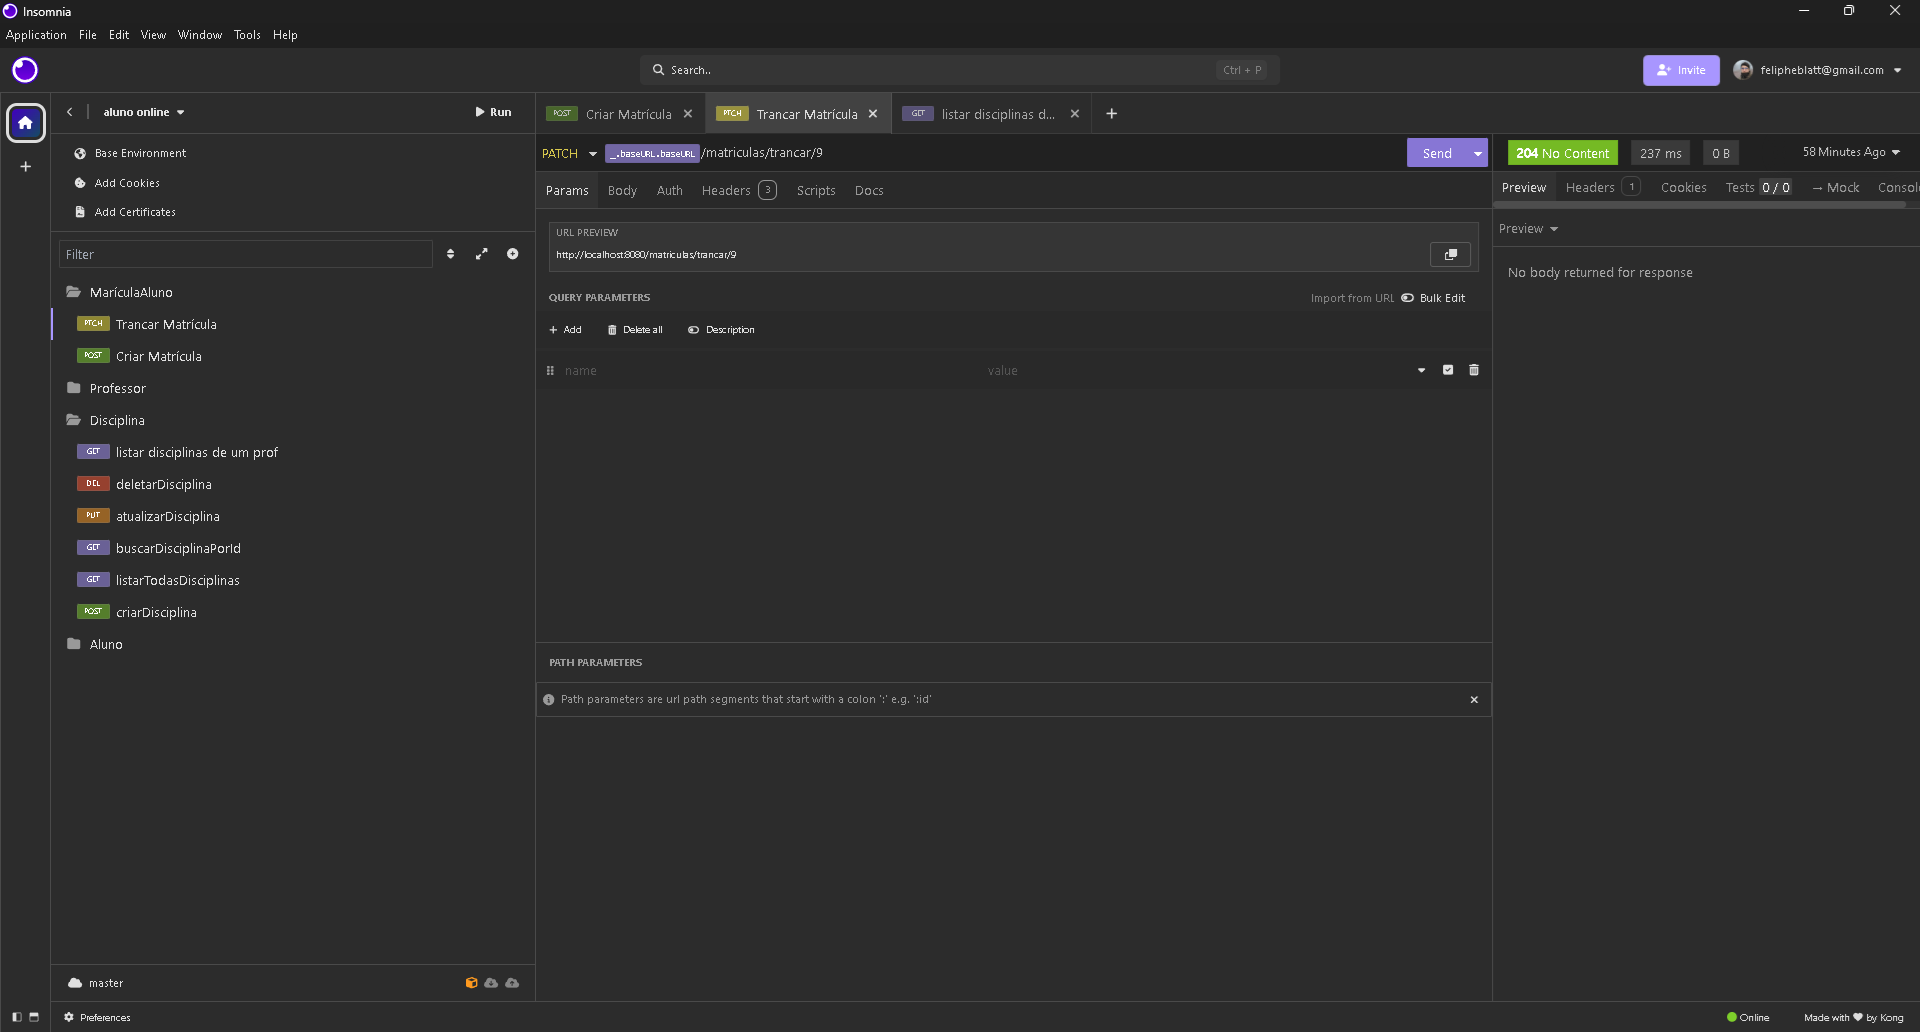 Insomnia
Application File Edit View Window Tools Help
Search.. Ctrl + P
Invite felipheblatt@gmail.com
aluno online Run
Base Environment
Add Cookies
Add Certificates
Filter
MarículaAluno
PTCH Trancar Matrícula
POST Criar Matrícula
Professor
Disciplina
GET listar disciplinas de um prof
DEL deletarDisciplina
PUT atualizarDisciplina
GET buscarDisciplinaPorId
GET listarTodasDisciplinas
POST criarDisciplina
Aluno
master
Preferences
POST Criar Matrícula PTCH Trancar Matrícula GET listar disciplinas d...
PATCH _.baseURL.baseURL/matriculas/trancar/9 Send
Params Body Auth Headers 3 Scripts Docs
URL PREVIEW
http://localhost:8080/matriculas/trancar/9
QUERY PARAMETERS Import from URL Bulk Edit
Add Delete all Description
name value
PATH PARAMETERS
Path parameters are url path segments that start with a colon ':' e.g. ':id'
204 No Content 237 ms 0 B 58 Minutes Ago
Preview Headers 1 Cookies Tests 0 / 0 → Mock Consol
Preview
No body returned for response
Online Made with by Kong